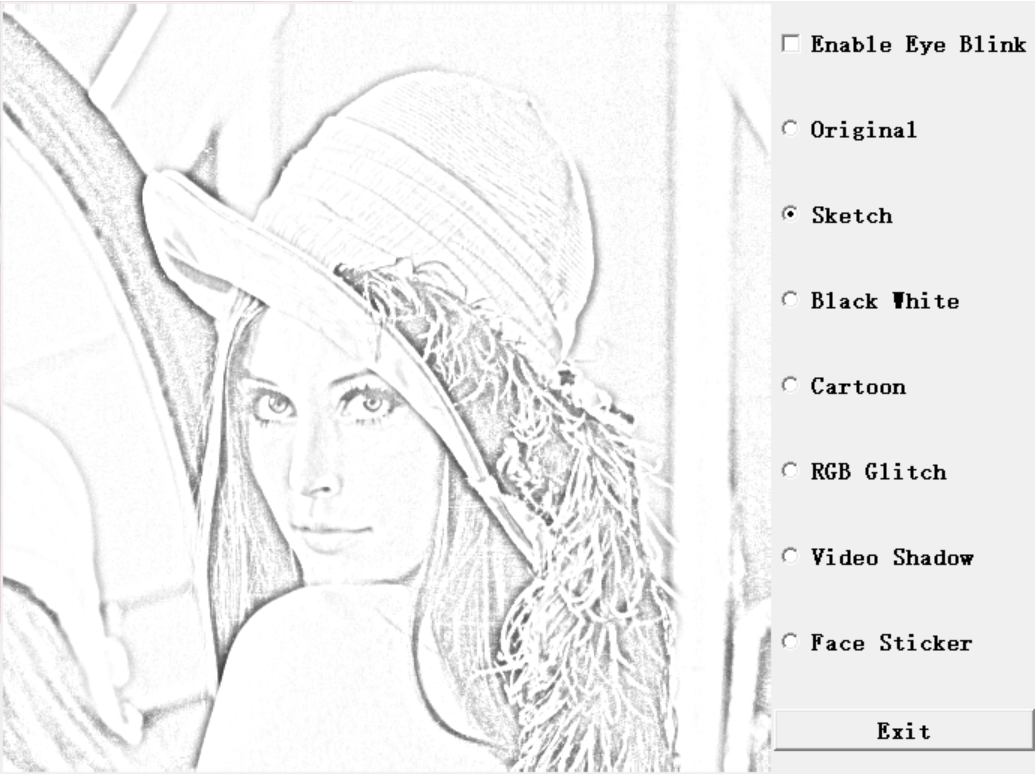 Enable Eye Blink
Original
Sketch
Black White
Cartoon
RGB Glitch
Video Shadow
Face Sticker
Exit